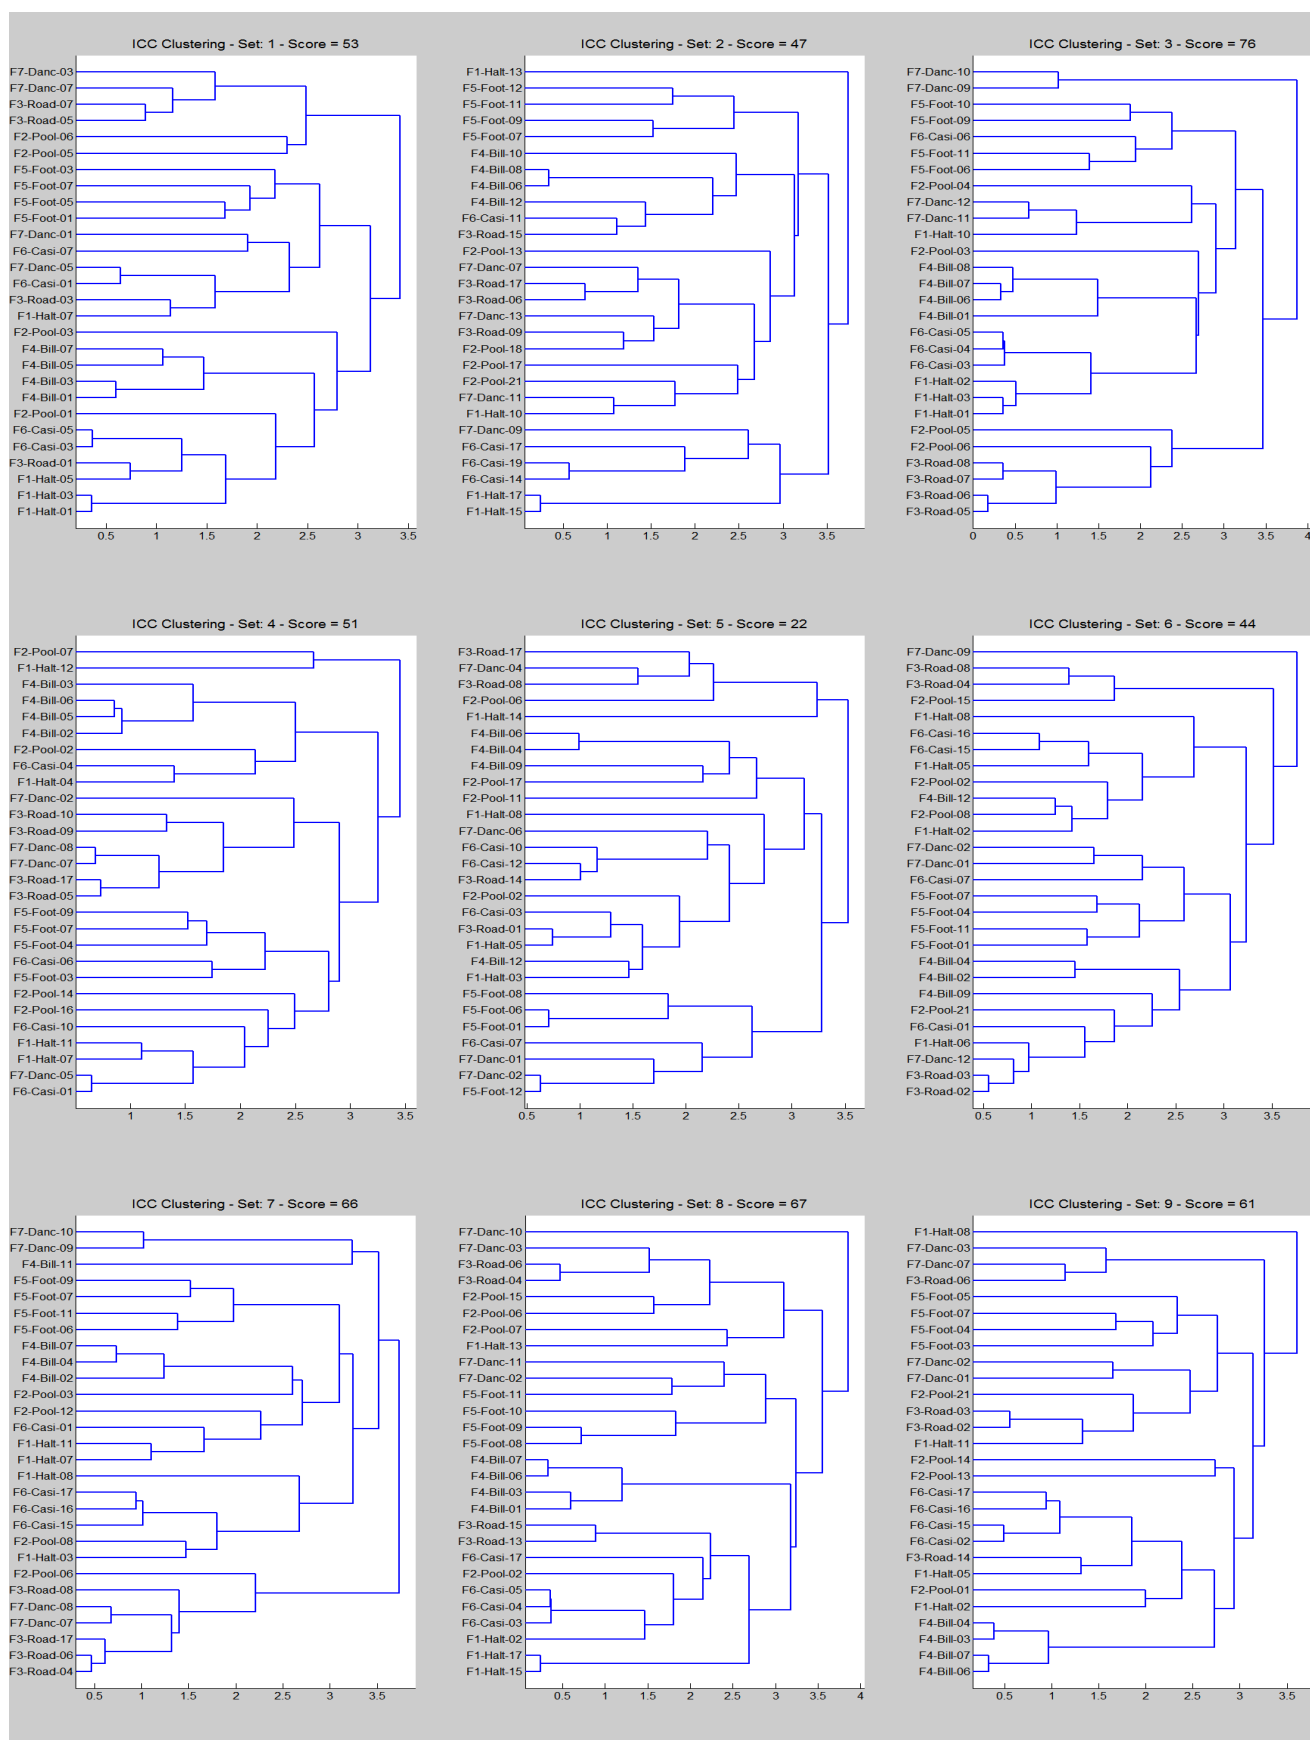 ICC Clustering - Set: 1 - Score = 53
F7-Danc-03
F7-Danc-07
F3-Road-07
F3-Road-05
F2-Pool-06
F2-Pool-05
F5-Foot-03
F5-Foot-07
F5-Foot-05
F5-Foot-01
F7-Danc-01
F6-Casi-07
F7-Danc-05
F6-Casi-01
F3-Road-03
F1-Halt-07
F2-Pool-03
F4-Bill-07
F4-Bill-05
F4-Bill-03
F4-Bill-01
F2-Pool-01
F6-Casi-05
F6-Casi-03
F3-Road-01
F1-Halt-05
F1-Halt-03
F1-Halt-01
0.5 1 1.5 2 2.5 3 3.5
ICC Clustering - Set: 2 - Score = 47
F1-Halt-13
F5-Foot-12
F5-Foot-11
F5-Foot-09
F5-Foot-07
F4-Bill-10
F4-Bill-08
F4-Bill-06
F4-Bill-12
F6-Casi-11
F3-Road-15
F2-Pool-13
F7-Danc-07
F3-Road-17
F3-Road-06
F7-Danc-13
F3-Road-09
F2-Pool-18
F2-Pool-17
F2-Pool-21
F7-Danc-11
F1-Halt-10
F7-Danc-09
F6-Casi-17
F6-Casi-19
F6-Casi-14
F1-Halt-17
F1-Halt-15
0.5 1 1.5 2 2.5 3 3.5
ICC Clustering - Set: 3 - Score = 76
F7-Danc-10
F7-Danc-09
F5-Foot-10
F5-Foot-09
F6-Casi-06
F5-Foot-11
F5-Foot-06
F2-Pool-04
F7-Danc-12
F7-Danc-11
F1-Halt-10
F2-Pool-03
F4-Bill-08
F4-Bill-07
F4-Bill-06
F4-Bill-01
F6-Casi-05
F6-Casi-04
F6-Casi-03
F1-Halt-02
F1-Halt-03
F1-Halt-01
F2-Pool-05
F2-Pool-06
F3-Road-08
F3-Road-07
F3-Road-06
F3-Road-05
0 0.5 1 1.5 2 2.5 3 3.5 4
ICC Clustering - Set: 4 - Score = 51
F2-Pool-07
F1-Halt-12
F4-Bill-03
F4-Bill-06
F4-Bill-05
F4-Bill-02
F2-Pool-02
F6-Casi-04
F1-Halt-04
F7-Danc-02
F3-Road-10
F3-Road-09
F7-Danc-08
F7-Danc-07
F3-Road-17
F3-Road-05
F5-Foot-09
F5-Foot-07
F5-Foot-04
F6-Casi-06
F5-Foot-03
F2-Pool-14
F2-Pool-16
F6-Casi-10
F1-Halt-11
F1-Halt-07
F7-Danc-05
F6-Casi-01
1 1.5 2 2.5 3 3.5
ICC Clustering - Set: 5 - Score = 22
F3-Road-17
F7-Danc-04
F3-Road-08
F2-Pool-06
F1-Halt-14
F4-Bill-06
F4-Bill-04
F4-Bill-09
F2-Pool-17
F2-Pool-11
F1-Halt-08
F7-Danc-06
F6-Casi-10
F6-Casi-12
F3-Road-14
F2-Pool-02
F6-Casi-03
F3-Road-01
F1-Halt-05
F4-Bill-12
F1-Halt-03
F5-Foot-08
F5-Foot-06
F5-Foot-01
F6-Casi-07
F7-Danc-01
F7-Danc-02
F5-Foot-12
0.5 1 1.5 2 2.5 3 3.5
ICC Clustering - Set: 6 - Score = 44
F7-Danc-09
F3-Road-08
F3-Road-04
F2-Pool-15
F1-Halt-08
F6-Casi-16
F6-Casi-15
F1-Halt-05
F2-Pool-02
F4-Bill-12
F2-Pool-08
F1-Halt-02
F7-Danc-02
F7-Danc-01
F6-Casi-07
F5-Foot-07
F5-Foot-04
F5-Foot-11
F5-Foot-01
F4-Bill-04
F4-Bill-02
F4-Bill-09
F2-Pool-21
F6-Casi-01
F1-Halt-06
F7-Danc-12
F3-Road-03
F3-Road-02
0.5 1 1.5 2 2.5 3 3.5
ICC Clustering - Set: 7 - Score = 66
F7-Danc-10
F7-Danc-09
F4-Bill-11
F5-Foot-09
F5-Foot-07
F5-Foot-11
F5-Foot-06
F4-Bill-07
F4-Bill-04
F4-Bill-02
F2-Pool-03
F2-Pool-12
F6-Casi-01
F1-Halt-11
F1-Halt-07
F1-Halt-08
F6-Casi-17
F6-Casi-16
F6-Casi-15
F2-Pool-08
F1-Halt-03
F2-Pool-06
F3-Road-08
F7-Danc-08
F7-Danc-07
F3-Road-17
F3-Road-06
F3-Road-04
0.5 1 1.5 2 2.5 3 3.5
ICC Clustering - Set: 8 - Score = 67
F7-Danc-10
F7-Danc-03
F3-Road-06
F3-Road-04
F2-Pool-15
F2-Pool-06
F2-Pool-07
F1-Halt-13
F7-Danc-11
F7-Danc-02
F5-Foot-11
F5-Foot-10
F5-Foot-09
F5-Foot-08
F4-Bill-07
F4-Bill-06
F4-Bill-03
F4-Bill-01
F3-Road-15
F3-Road-13
F6-Casi-17
F2-Pool-02
F6-Casi-05
F6-Casi-04
F6-Casi-03
F1-Halt-02
F1-Halt-17
F1-Halt-15
0.5 1 1.5 2 2.5 3 3.5 4
ICC Clustering - Set: 9 - Score = 61
F1-Halt-08
F7-Danc-03
F7-Danc-07
F3-Road-06
F5-Foot-05
F5-Foot-07
F5-Foot-04
F5-Foot-03
F7-Danc-02
F7-Danc-01
F2-Pool-21
F3-Road-03
F3-Road-02
F1-Halt-11
F2-Pool-14
F2-Pool-13
F6-Casi-17
F6-Casi-16
F6-Casi-15
F6-Casi-02
F3-Road-14
F1-Halt-05
F2-Pool-01
F1-Halt-02
F4-Bill-04
F4-Bill-03
F4-Bill-07
F4-Bill-06
0.5 1 1.5 2 2.5 3 3.5